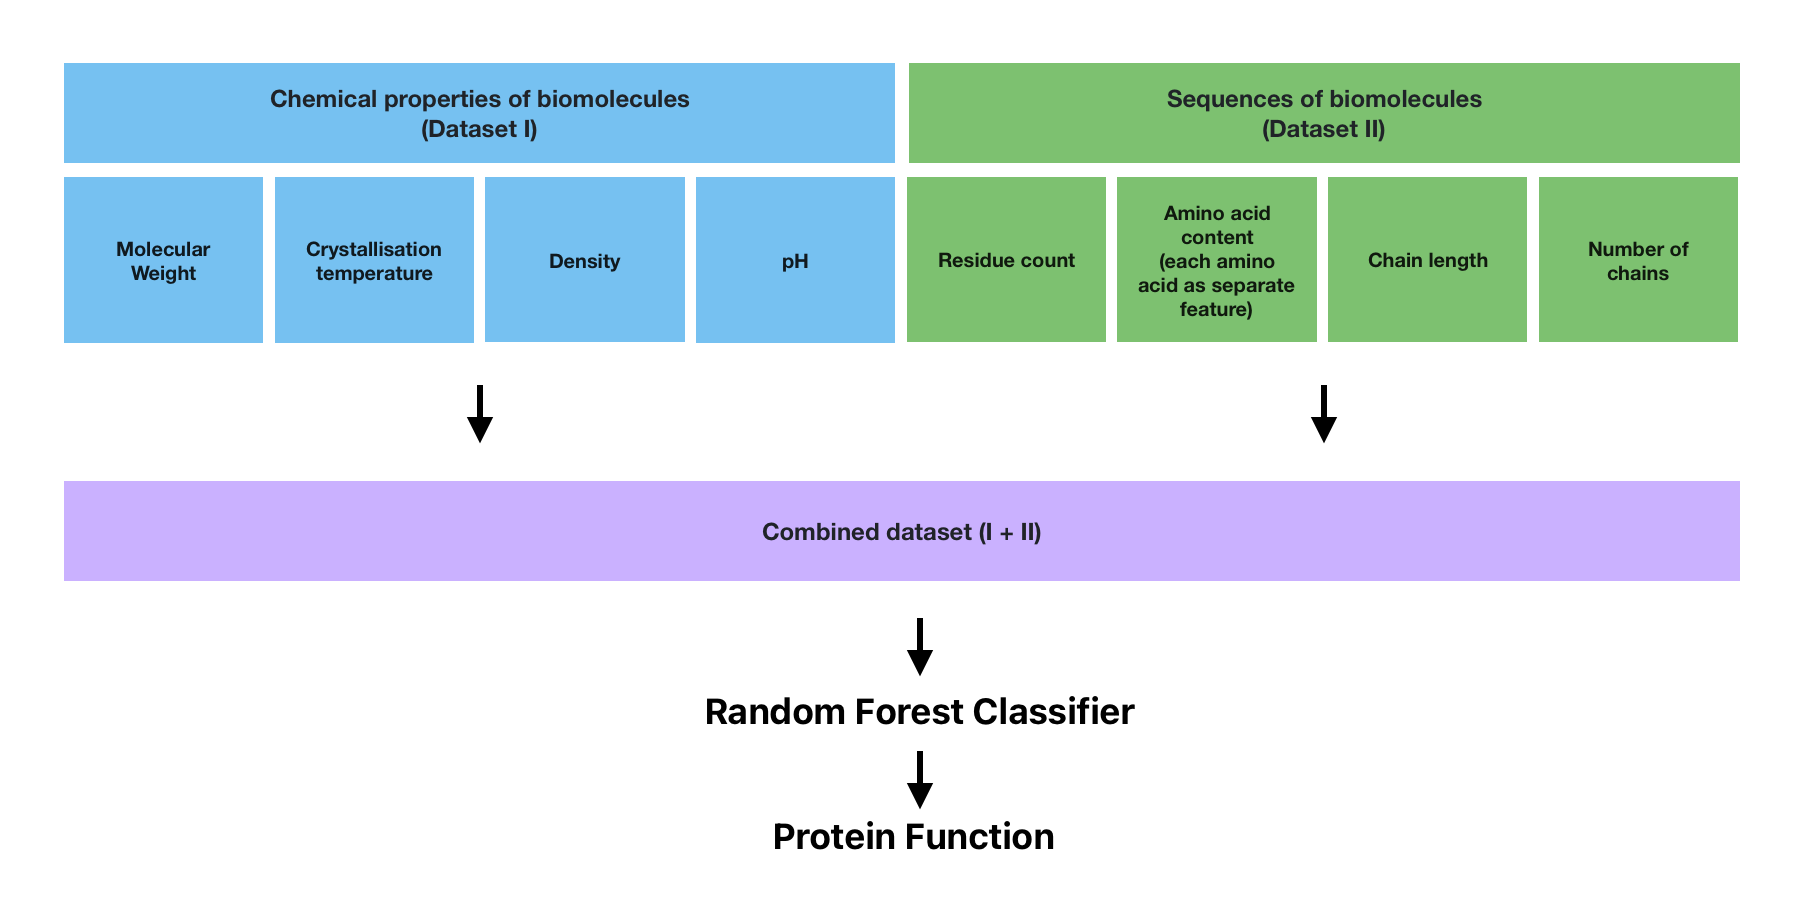 Chemical properties of biomolecules
(Dataset I)
Sequences of biomolecules
(Dataset II)
Molecular
Weight
Crystallisation
temperature
Density
pH
Residue count
Amino acid
content
(each amino
acid as separate
feature)
Chain length
Number of
chains
Combined dataset (I + II)
Random Forest Classifier
Protein Function